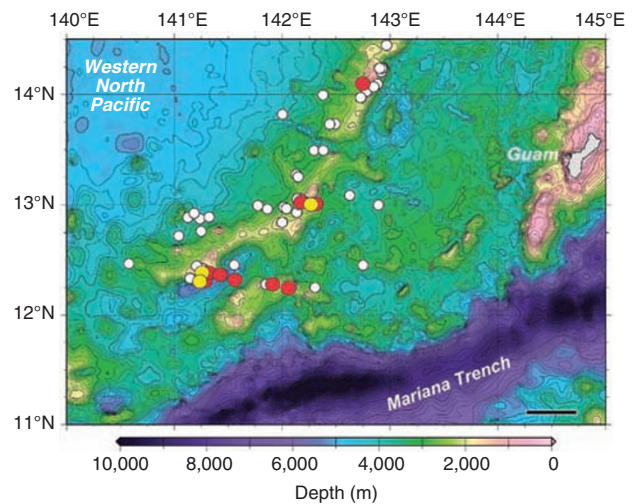 140°E 141°E 142°E 143°E 144°E 145°E
Western
North
Pacific
14°N
Guam
13°N
12°N
Mariana Trench
11°N
10,000 8,000 6,000 4,000 2,000 0
Depth (m)